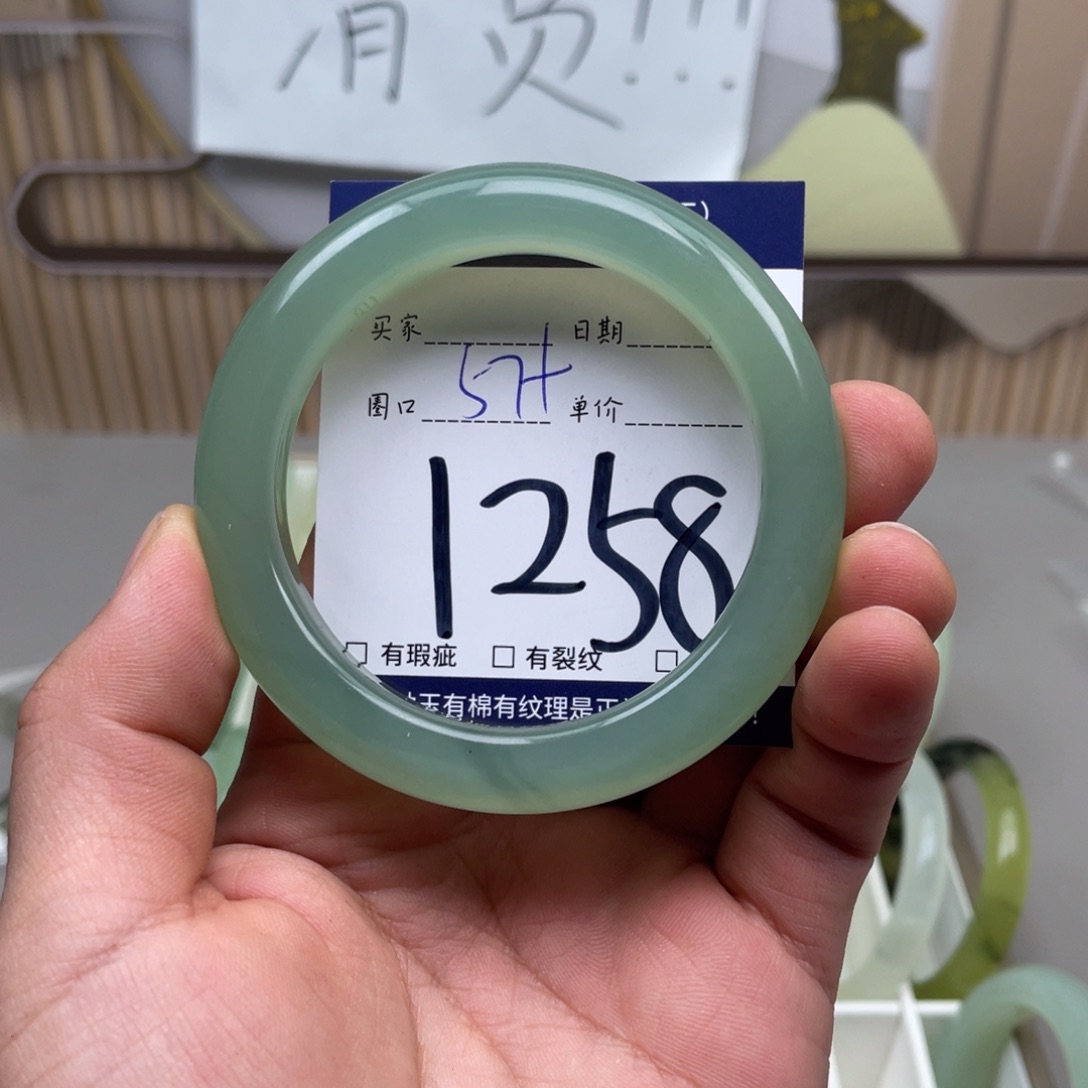 买家 日期
圈口 57+ 单价
1258
□ 有瑕疵 □ 有裂纹 □
玉有棉有纹理是正